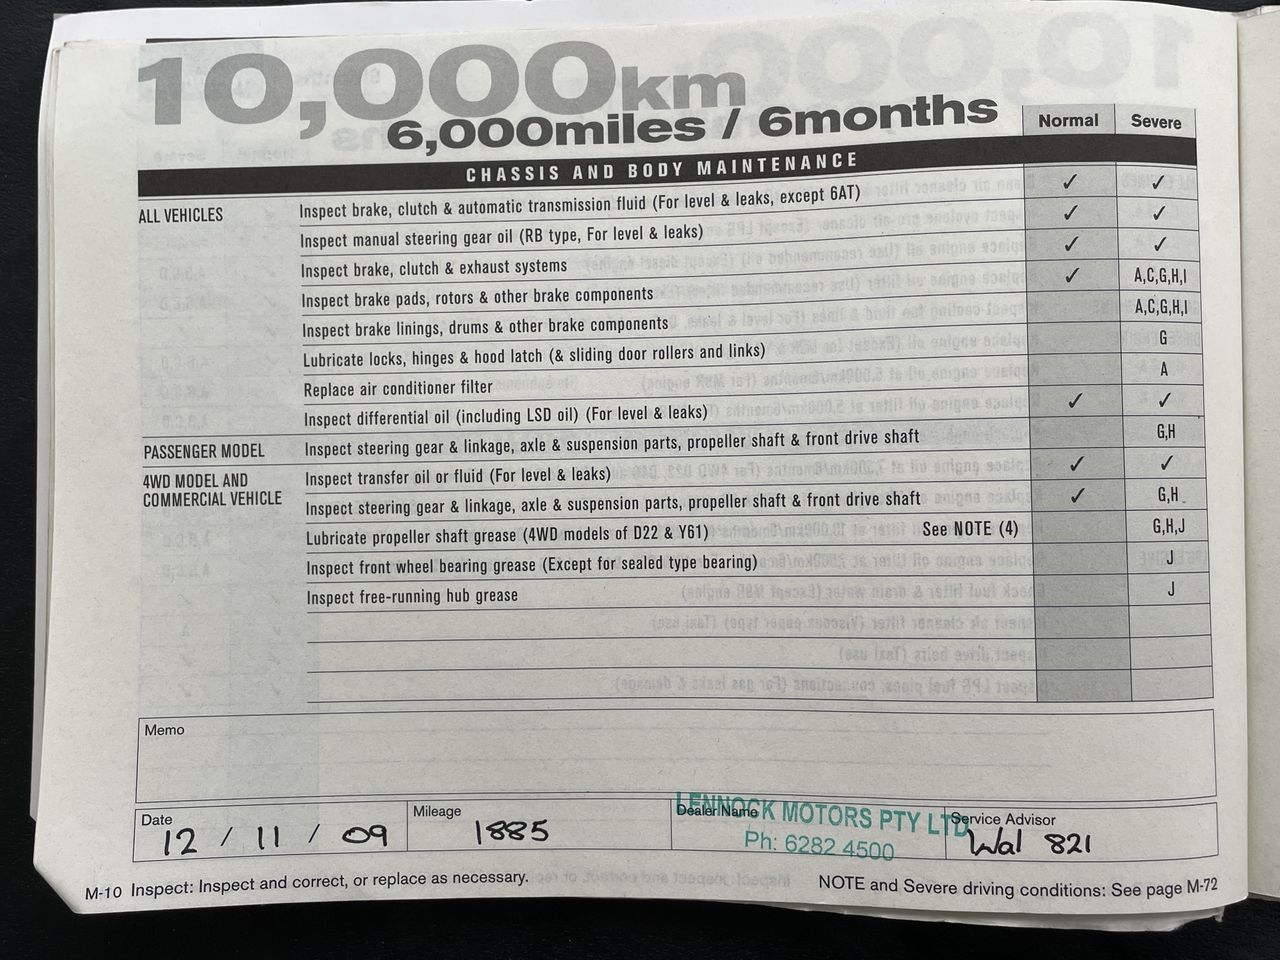 10,000km
6,000miles / 6months
Normal Severe
CHASSIS AND BODY MAINTENANCE
ALL VEHICLES Inspect brake, clutch & automatic transmission fluid (For level & leaks, except 6AT) ✓ ✓
Inspect manual steering gear oil (RB type, For level & leaks) ✓ ✓
Inspect brake, clutch & exhaust systems ✓ ✓
Inspect brake pads, rotors & other brake components ✓ A,C,G,H,I
Inspect brake linings, drums & other brake components A,C,G,H,I
Lubricate locks, hinges & hood latch (& sliding door rollers and links) G
Replace air conditioner filter A
Inspect differential oil (including LSD oil) (For level & leaks) ✓ ✓
PASSENGER MODEL Inspect steering gear & linkage, axle & suspension parts, propeller shaft & front drive shaft G,H
4WD MODEL AND COMMERCIAL VEHICLE Inspect transfer oil or fluid (For level & leaks) ✓ ✓
Inspect steering gear & linkage, axle & suspension parts, propeller shaft & front drive shaft ✓ G,H
Lubricate propeller shaft grease (4WD models of D22 & Y61) See NOTE (4) G,H,J
Inspect front wheel bearing grease (Except for sealed type bearing) J
Inspect free-running hub grease J
Memo
Date Mileage Dealer Name Service Advisor
12 / 11 / 09 1885 LENNOCK MOTORS PTY LTD Wal 821
Ph: 6282 4500
M-10 Inspect: Inspect and correct, or replace as necessary. NOTE and Severe driving conditions: See page M-72